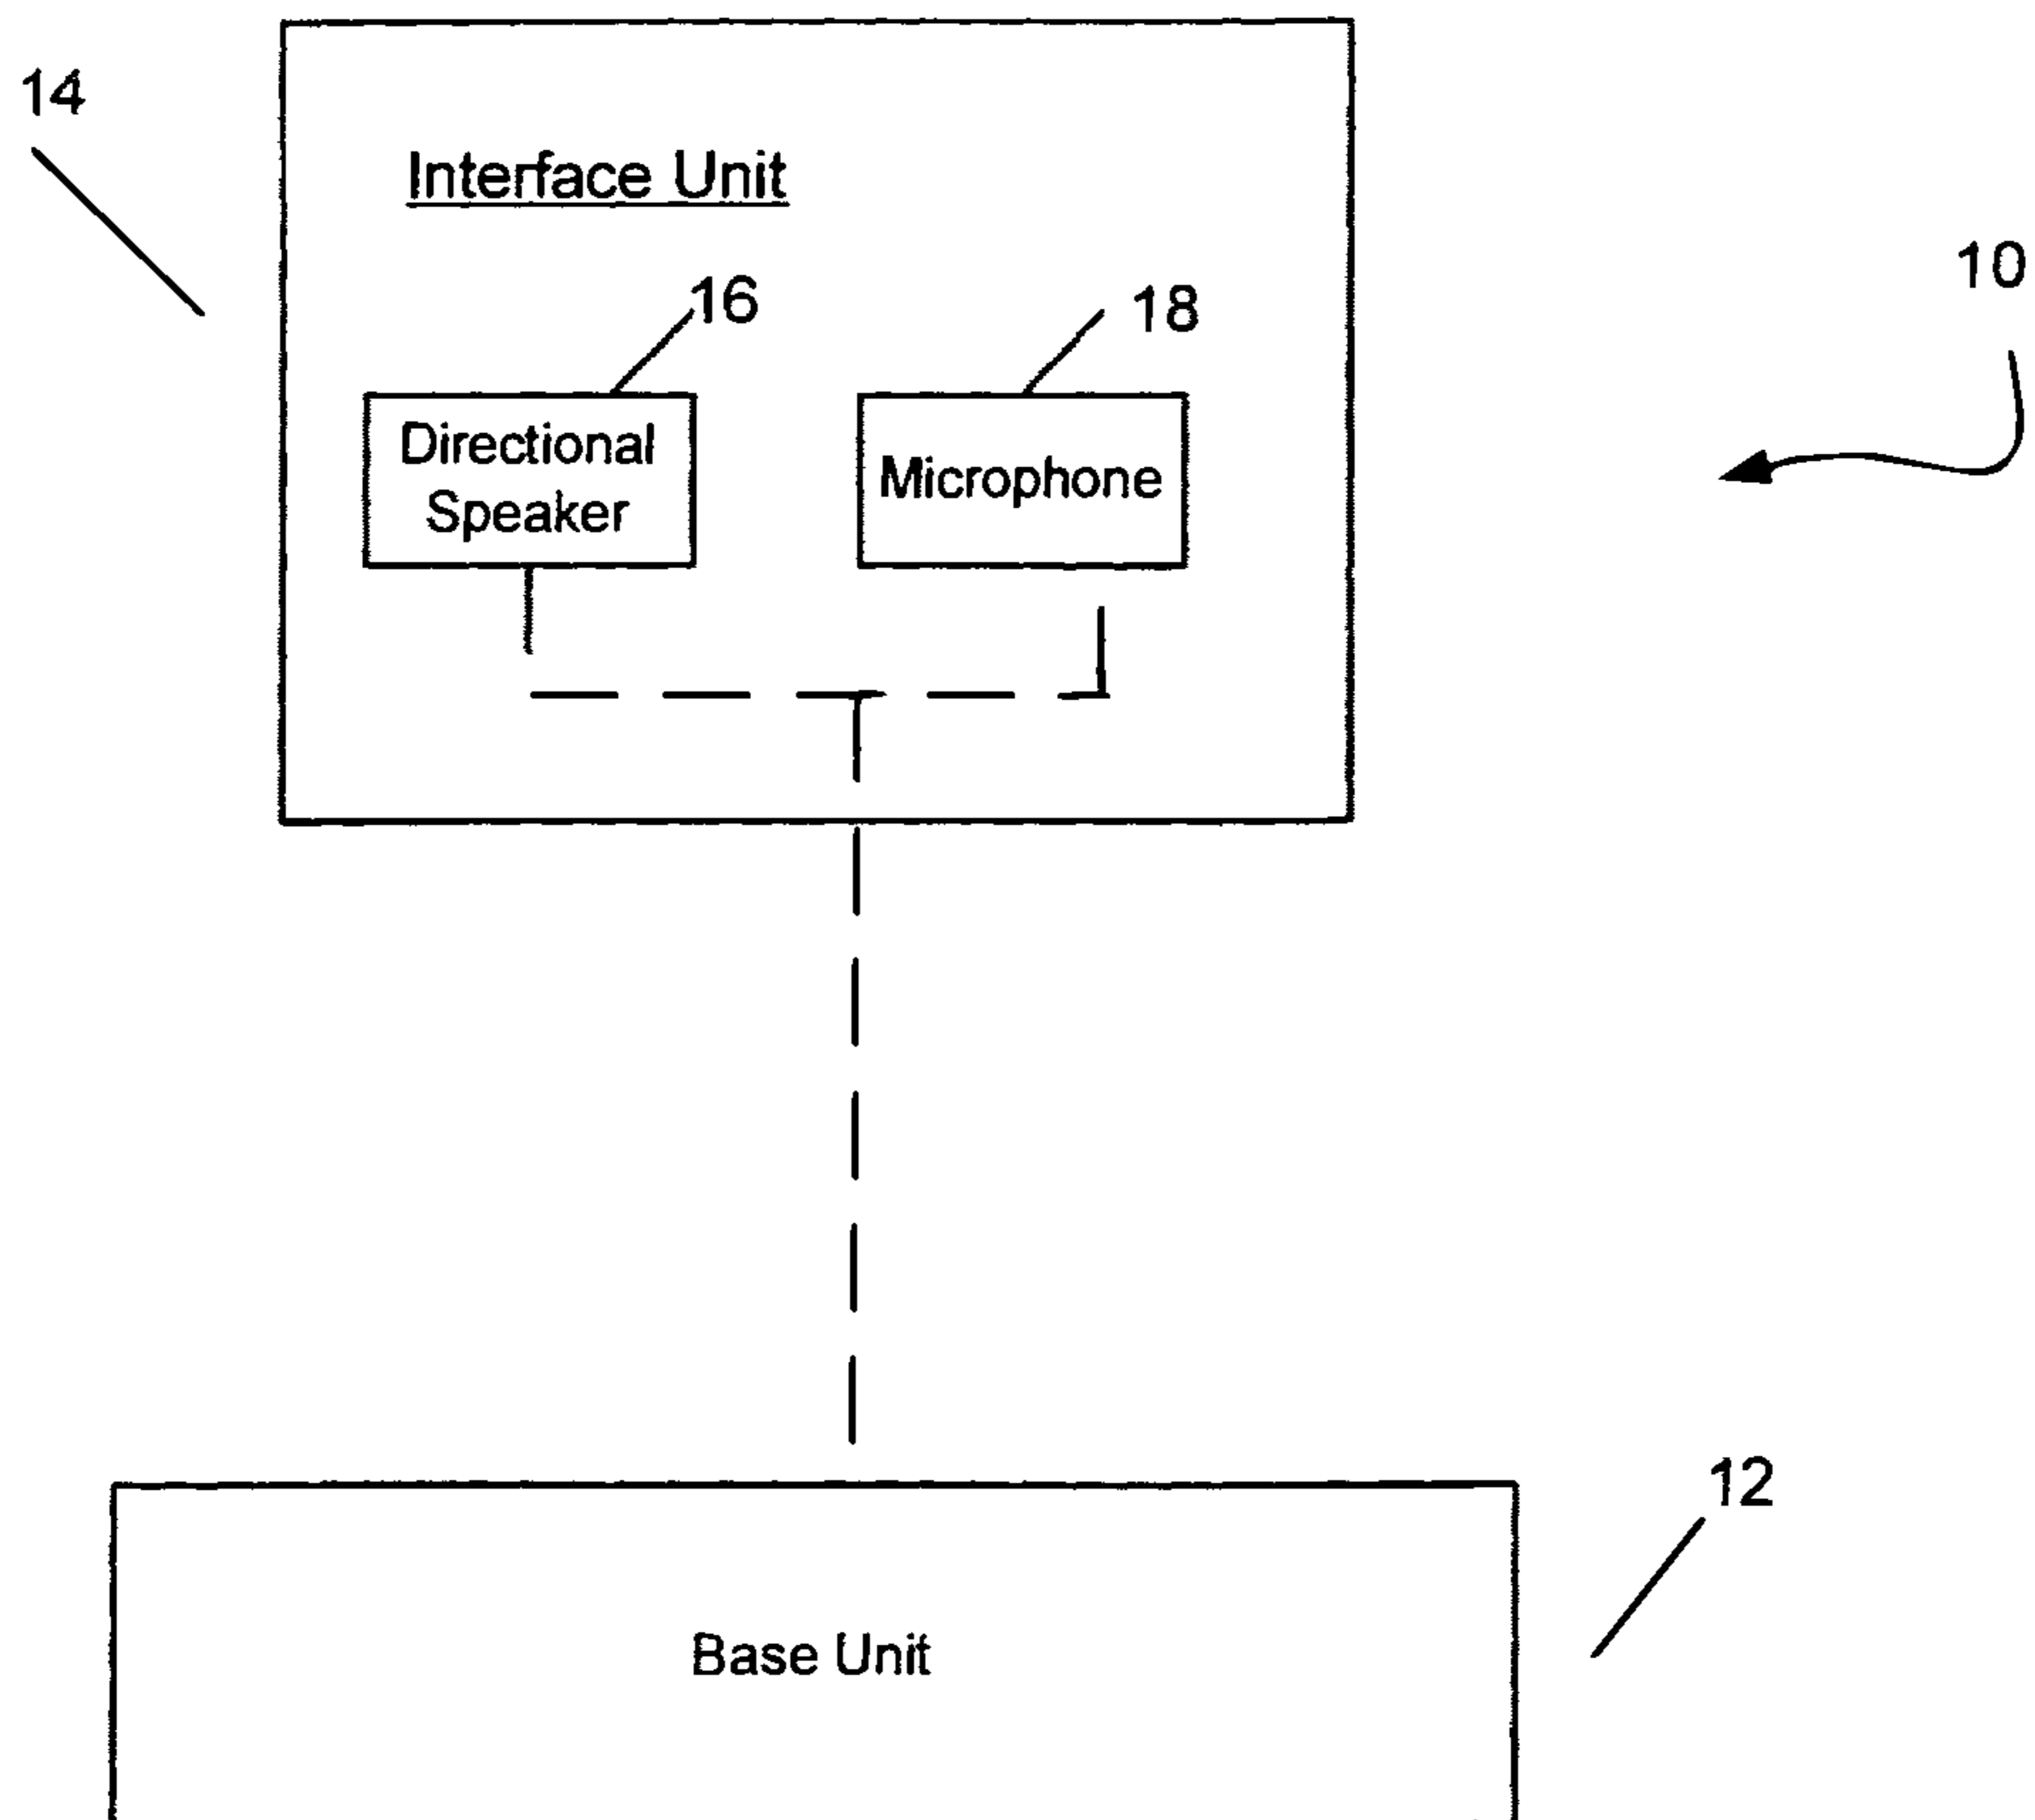 14
Interface Unit
10
16
18
Directional
Speaker
Microphone
12
Base Unit